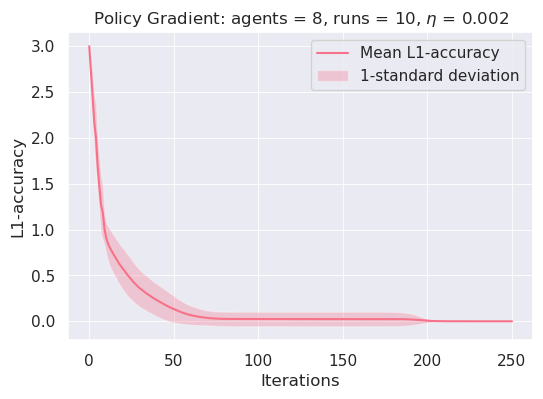 Policy Gradient: agents = 8, runs = 10, η = 0.002
Mean L1-accuracy
1-standard deviation
L1-accuracy
3.0
2.5
2.0
1.5
1.0
0.5
0.0
0 50 100 150 200 250
Iterations